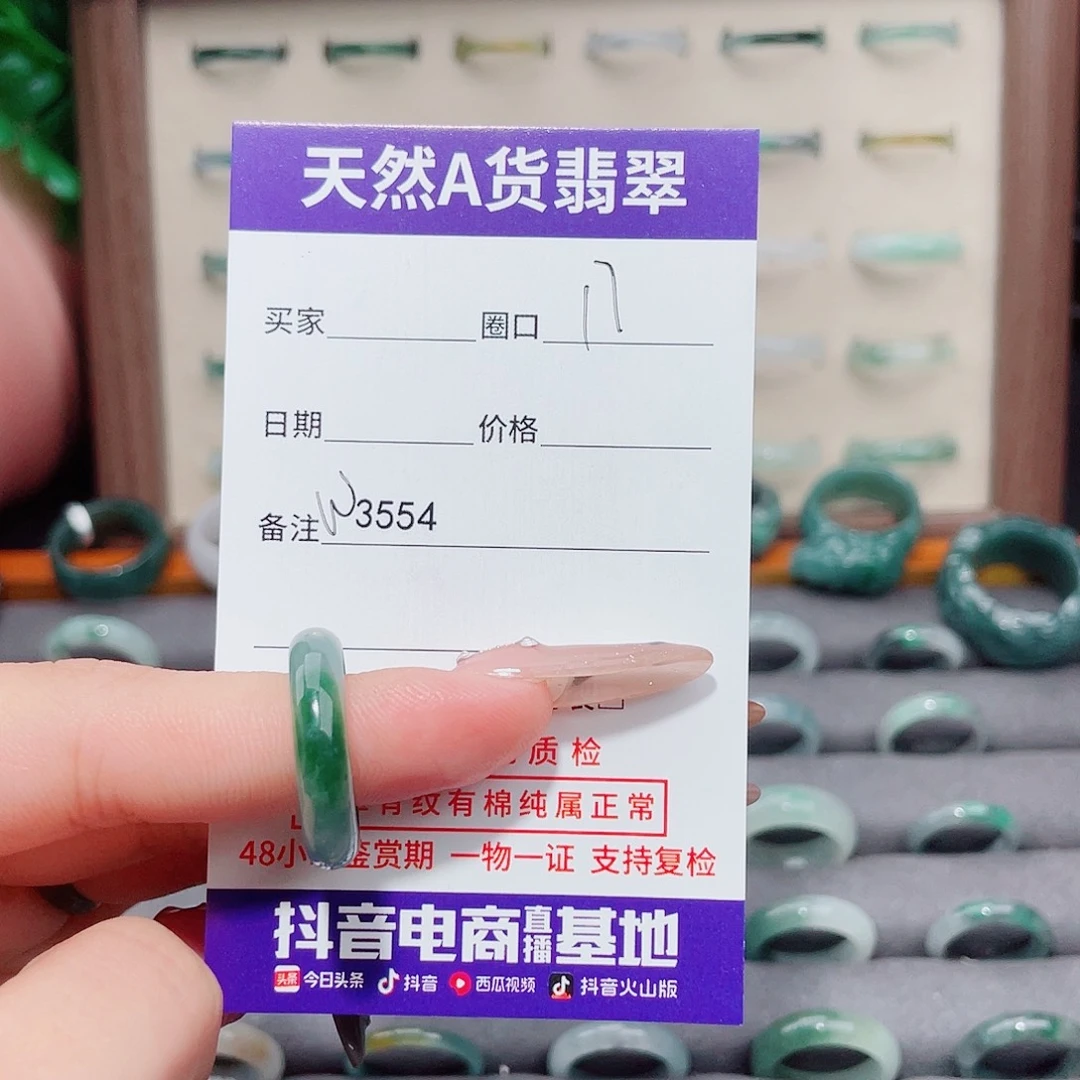 天然A货翡翠
买家 圈口 17
日期 价格
备注 W3554
质检
有纹有棉纯属正常
48小 鉴赏期 一物一证 支持复检
抖音电商直播基地
头条 今日头条 抖音 西瓜视频 抖音火山版